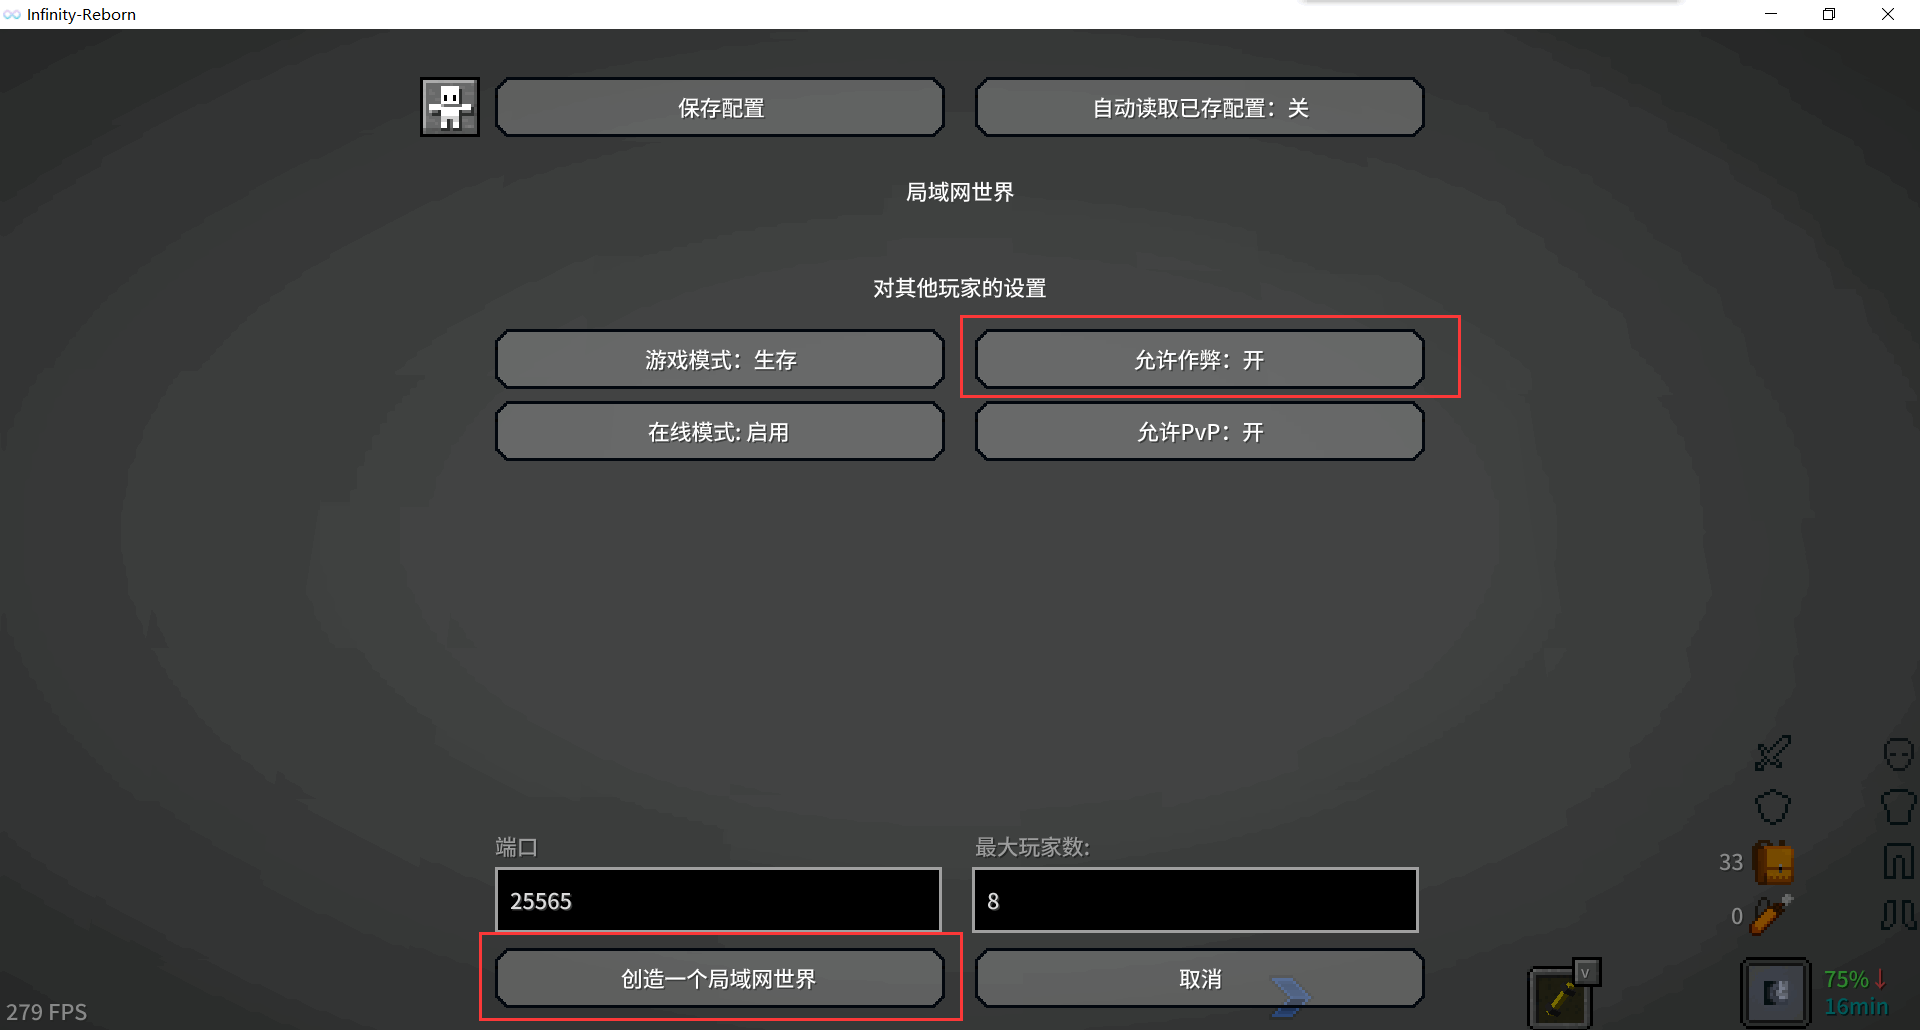 Infinity-Reborn
保存配置
自动读取已存配置：关
局域网世界
对其他玩家的设置
游戏模式：生存
允许作弊：开
在线模式: 启用
允许PvP：开
端口
最大玩家数:
25565
8
创造一个局域网世界
取消
33
0
V
75%
16min
279 FPS